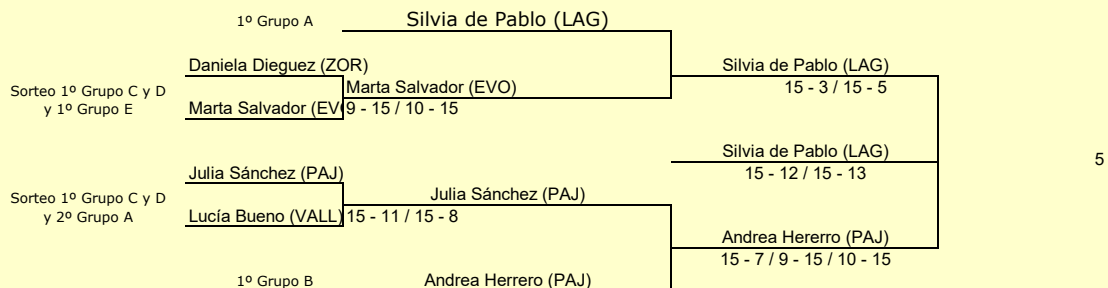 1º Grupo A
Silvia de Pablo (LAG)
Daniela Dieguez (ZOR)
Silvia de Pablo (LAG)
Sorteo 1º Grupo C y D
y 1º Grupo E
Marta Salvador (EVO)
15 - 3 / 15 - 5
Marta Salvador (EV
9 - 15 / 10 - 15
Silvia de Pablo (LAG)
15 - 12 / 15 - 13
5
Julia Sánchez (PAJ)
Sorteo 1º Grupo C y D
y 2º Grupo A
Julia Sánchez (PAJ)
Lucía Bueno (VALL)
15 - 11 / 15 - 8
Andrea Hererro (PAJ)
15 - 7 / 9 - 15 / 10 - 15
1º Grupo B
Andrea Herrero (PAJ)